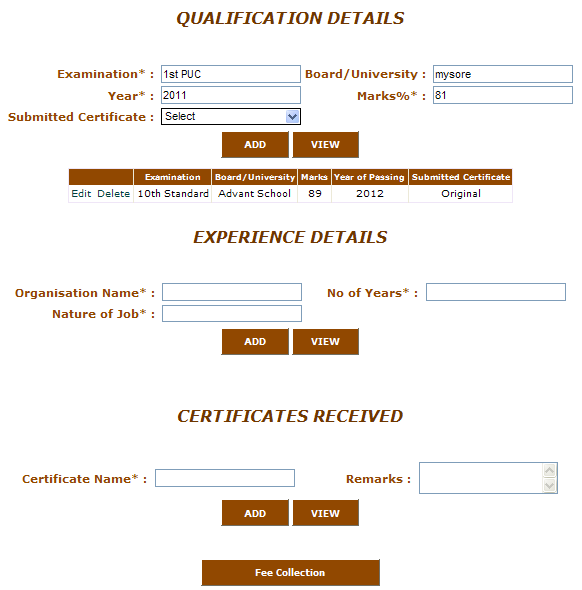 QUALIFICATION DETAILS
Examination* : 1st PUC Board/University : mysore
Year* : 2011 Marks%* : 81
Submitted Certificate : Select
ADD VIEW
Examination Board/University Marks Year of Passing Submitted Certificate
Edit Delete 10th Standard Advant School 89 2012 Original
EXPERIENCE DETAILS
Organisation Name* : No of Years* :
Nature of Job* :
ADD VIEW
CERTIFICATES RECEIVED
Certificate Name* : Remarks :
ADD VIEW
Fee Collection